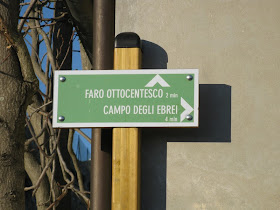 FARO OTTOCENTESCO 2 min
CAMPO DEGLI EBREI
4 min